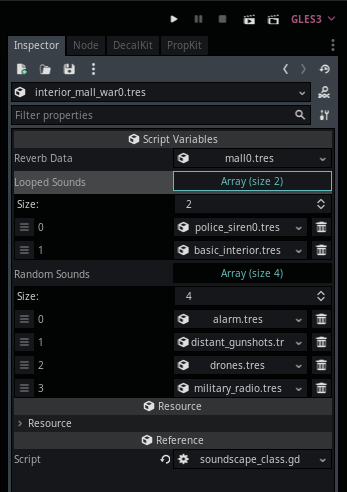 GLES3
Inspector Node DecalKit PropKit
interior_mall_war0.tres
Filter properties
Script Variables
Reverb Data mall0.tres
Looped Sounds Array (size 2)
Size: 2
0 police_siren0.tres
1 basic_interior.tres
Random Sounds Array (size 4)
Size: 4
0 alarm.tres
1 distant_gunshots.tr
2 drones.tres
3 military_radio.tres
Resource
Resource
Reference
Script soundscape_class.gd